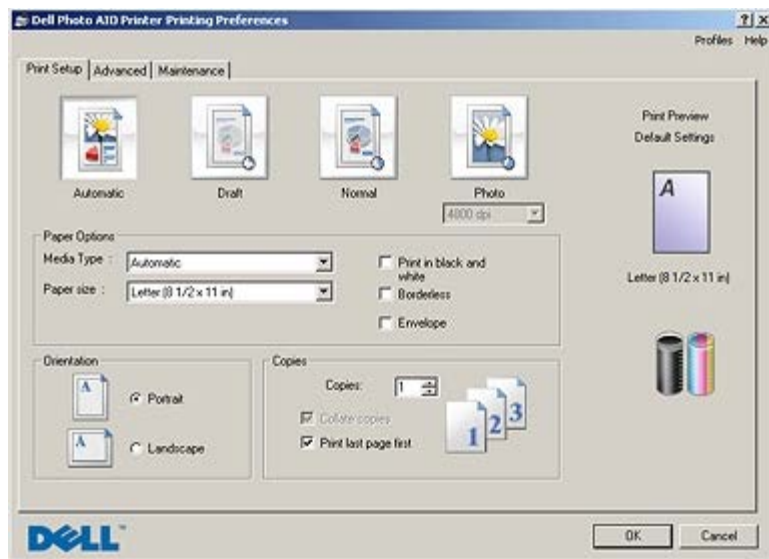 Dell Photo AIO Printer Printing Preferences
Profiles Help
Print Setup Advanced Maintenance
Automatic
Draft
Normal
Photo
4800 dpi
Print Preview
Default Settings
A
Letter (8 1/2 x 11 in)
Paper Options
Media Type : Automatic
Paper size : Letter (8 1/2 x 11 in)
Print in black and
white
Borderless
Envelope
Orientation
A
Portrait
A
Landscape
Copies
Copies: 1
Collate copies
Print last page first
1 2 3
DELL™
OK Cancel